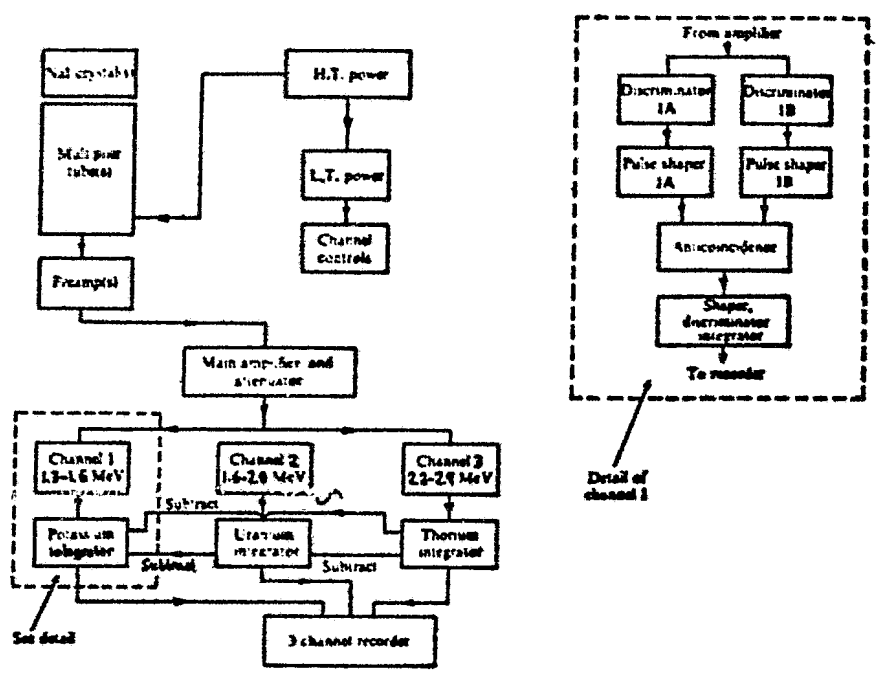 NaI crystal(s)
Multiplier
tube(s)
Preamp(s)
H.T. power
L.T. power
Channel
controls
Main amplifier and
attenuator
Channel 1
1.3–1.6 MeV
Channel 2
1.6–2.0 MeV
Channel 3
2.2–2.9 MeV
Subtract
Potassium
integrator
Uranium
integrator
Thorium
integrator
Subtract
Subtract
See detail
3 channel recorder
From amplifier
Discriminator
1A
Discriminator
1B
Pulse shaper
1A
Pulse shaper
1B
Anticoincidence
Shaper,
discriminator
integrator
To recorder
Detail of
channel 1